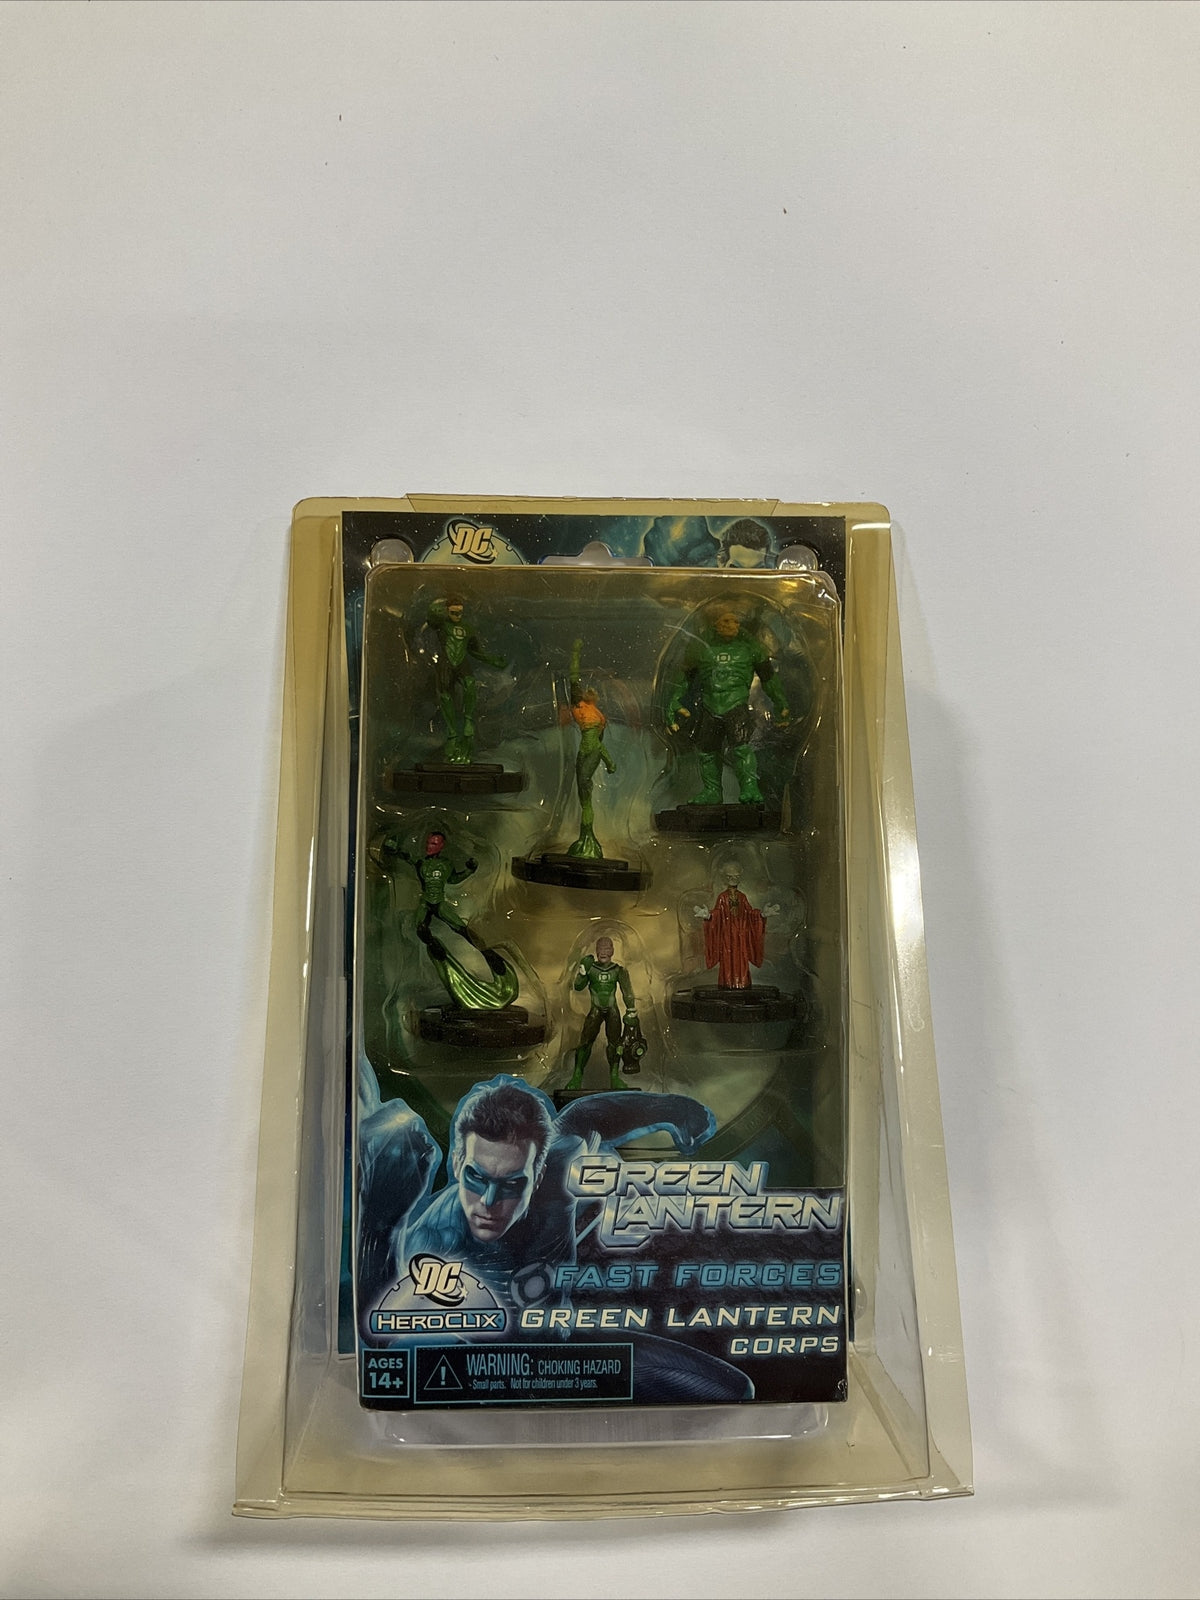 DC
GREEN
LANTERN
FAST FORCES
DC
HEROCLIX
GREEN LANTERN
CORPS
AGES
14+
WARNING: CHOKING HAZARD
- Small parts. Not for children under 3 years.